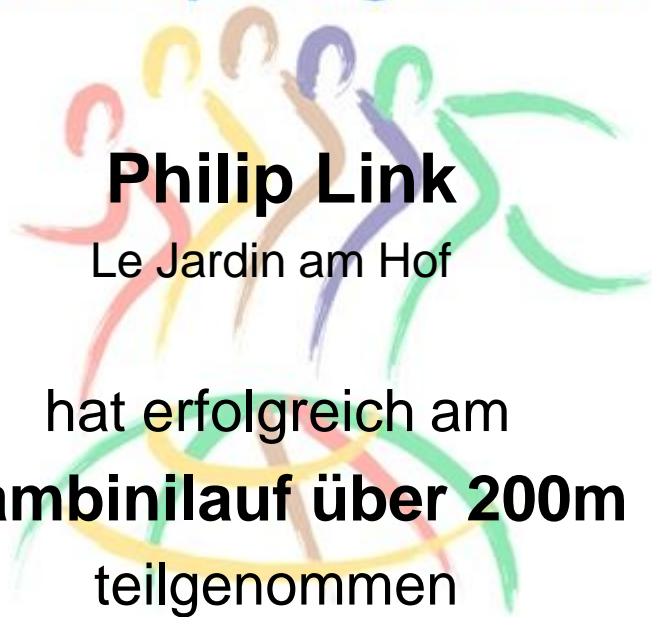 Philip Link
Le Jardin am Hof
hat erfolgreich am
ambinilauf über 200m
teilgenommen